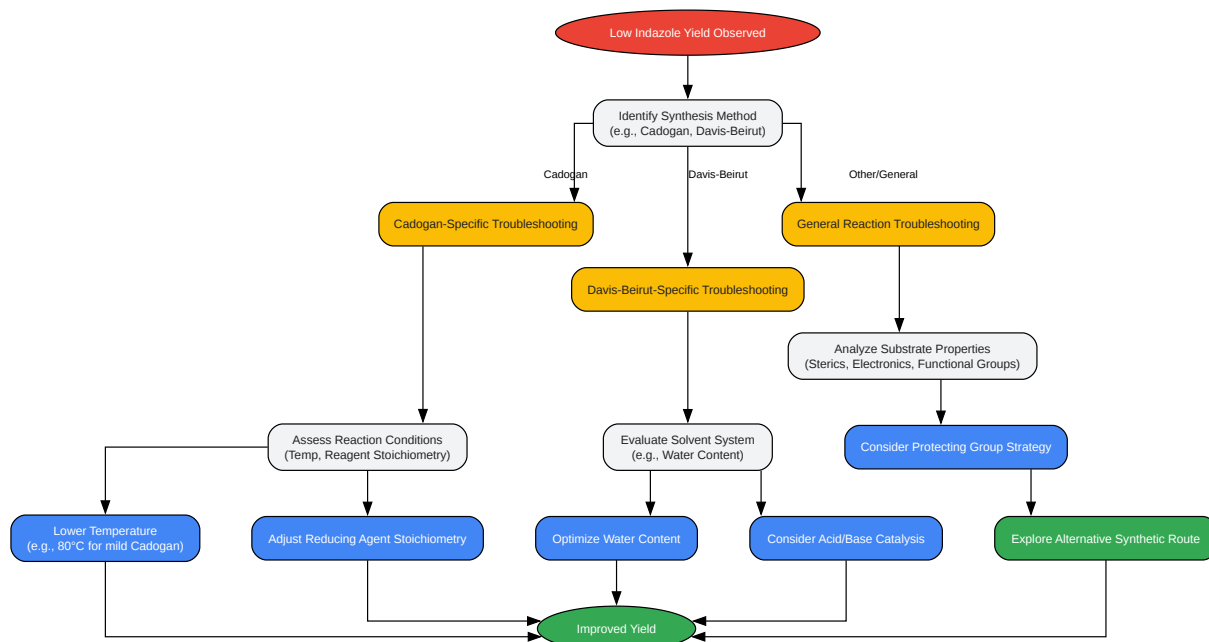 Low Indazole Yield Observed
Identify Synthesis Method
(e.g., Cadogan, Davis-Beirut)
Cadogan
Davis-Beirut
Other/General
Cadogan-Specific Troubleshooting
General Reaction Troubleshooting
Davis-Beirut-Specific Troubleshooting
Analyze Substrate Properties
(Sterics, Electronics, Functional Groups)
Assess Reaction Conditions
(Temp, Reagent Stoichiometry)
Evaluate Solvent System
(e.g., Water Content)
Consider Protecting Group Strategy
Lower Temperature
(e.g., 80°C for mild Cadogan)
Adjust Reducing Agent Stoichiometry
Optimize Water Content
Consider Acid/Base Catalysis
Explore Alternative Synthetic Route
Improved Yield